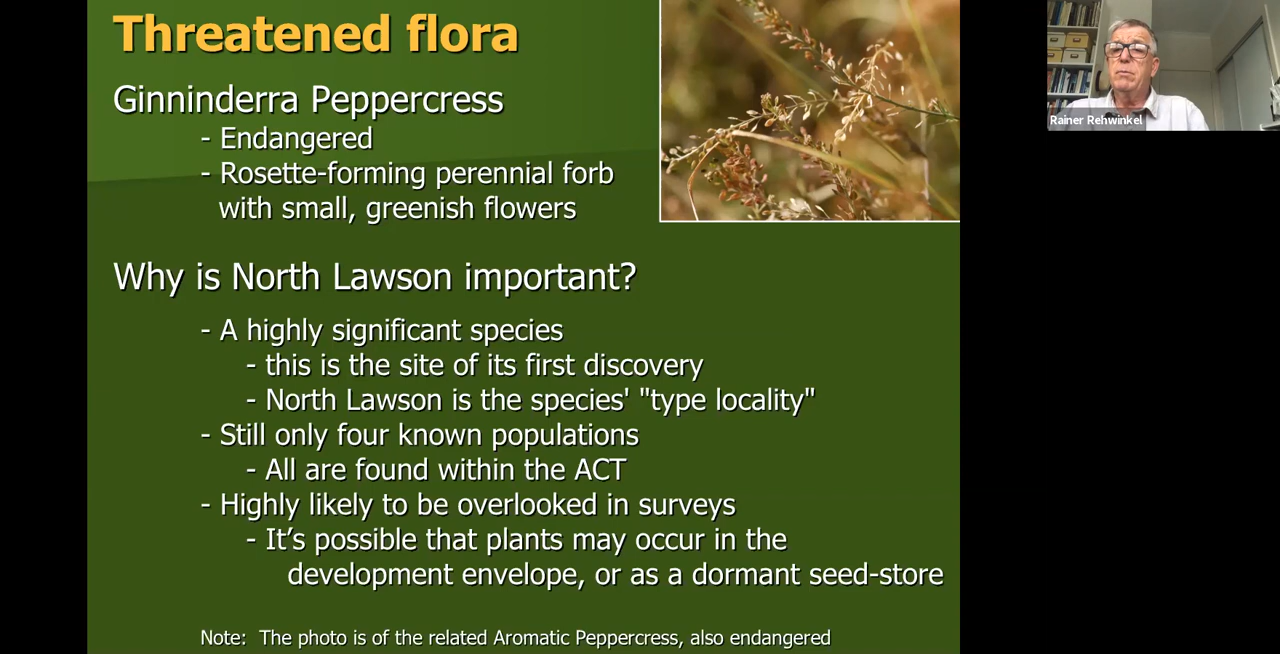 Threatened flora
Ginninderra Peppercress
- Endangered
- Rosette-forming perennial forb
with small, greenish flowers
Why is North Lawson important?
- A highly significant species
- this is the site of its first discovery
- North Lawson is the species' "type locality"
- Still only four known populations
- All are found within the ACT
- Highly likely to be overlooked in surveys
- It’s possible that plants may occur in the
development envelope, or as a dormant seed-store
Note: The photo is of the related Aromatic Peppercress, also endangered
Rainer Rehwinkel